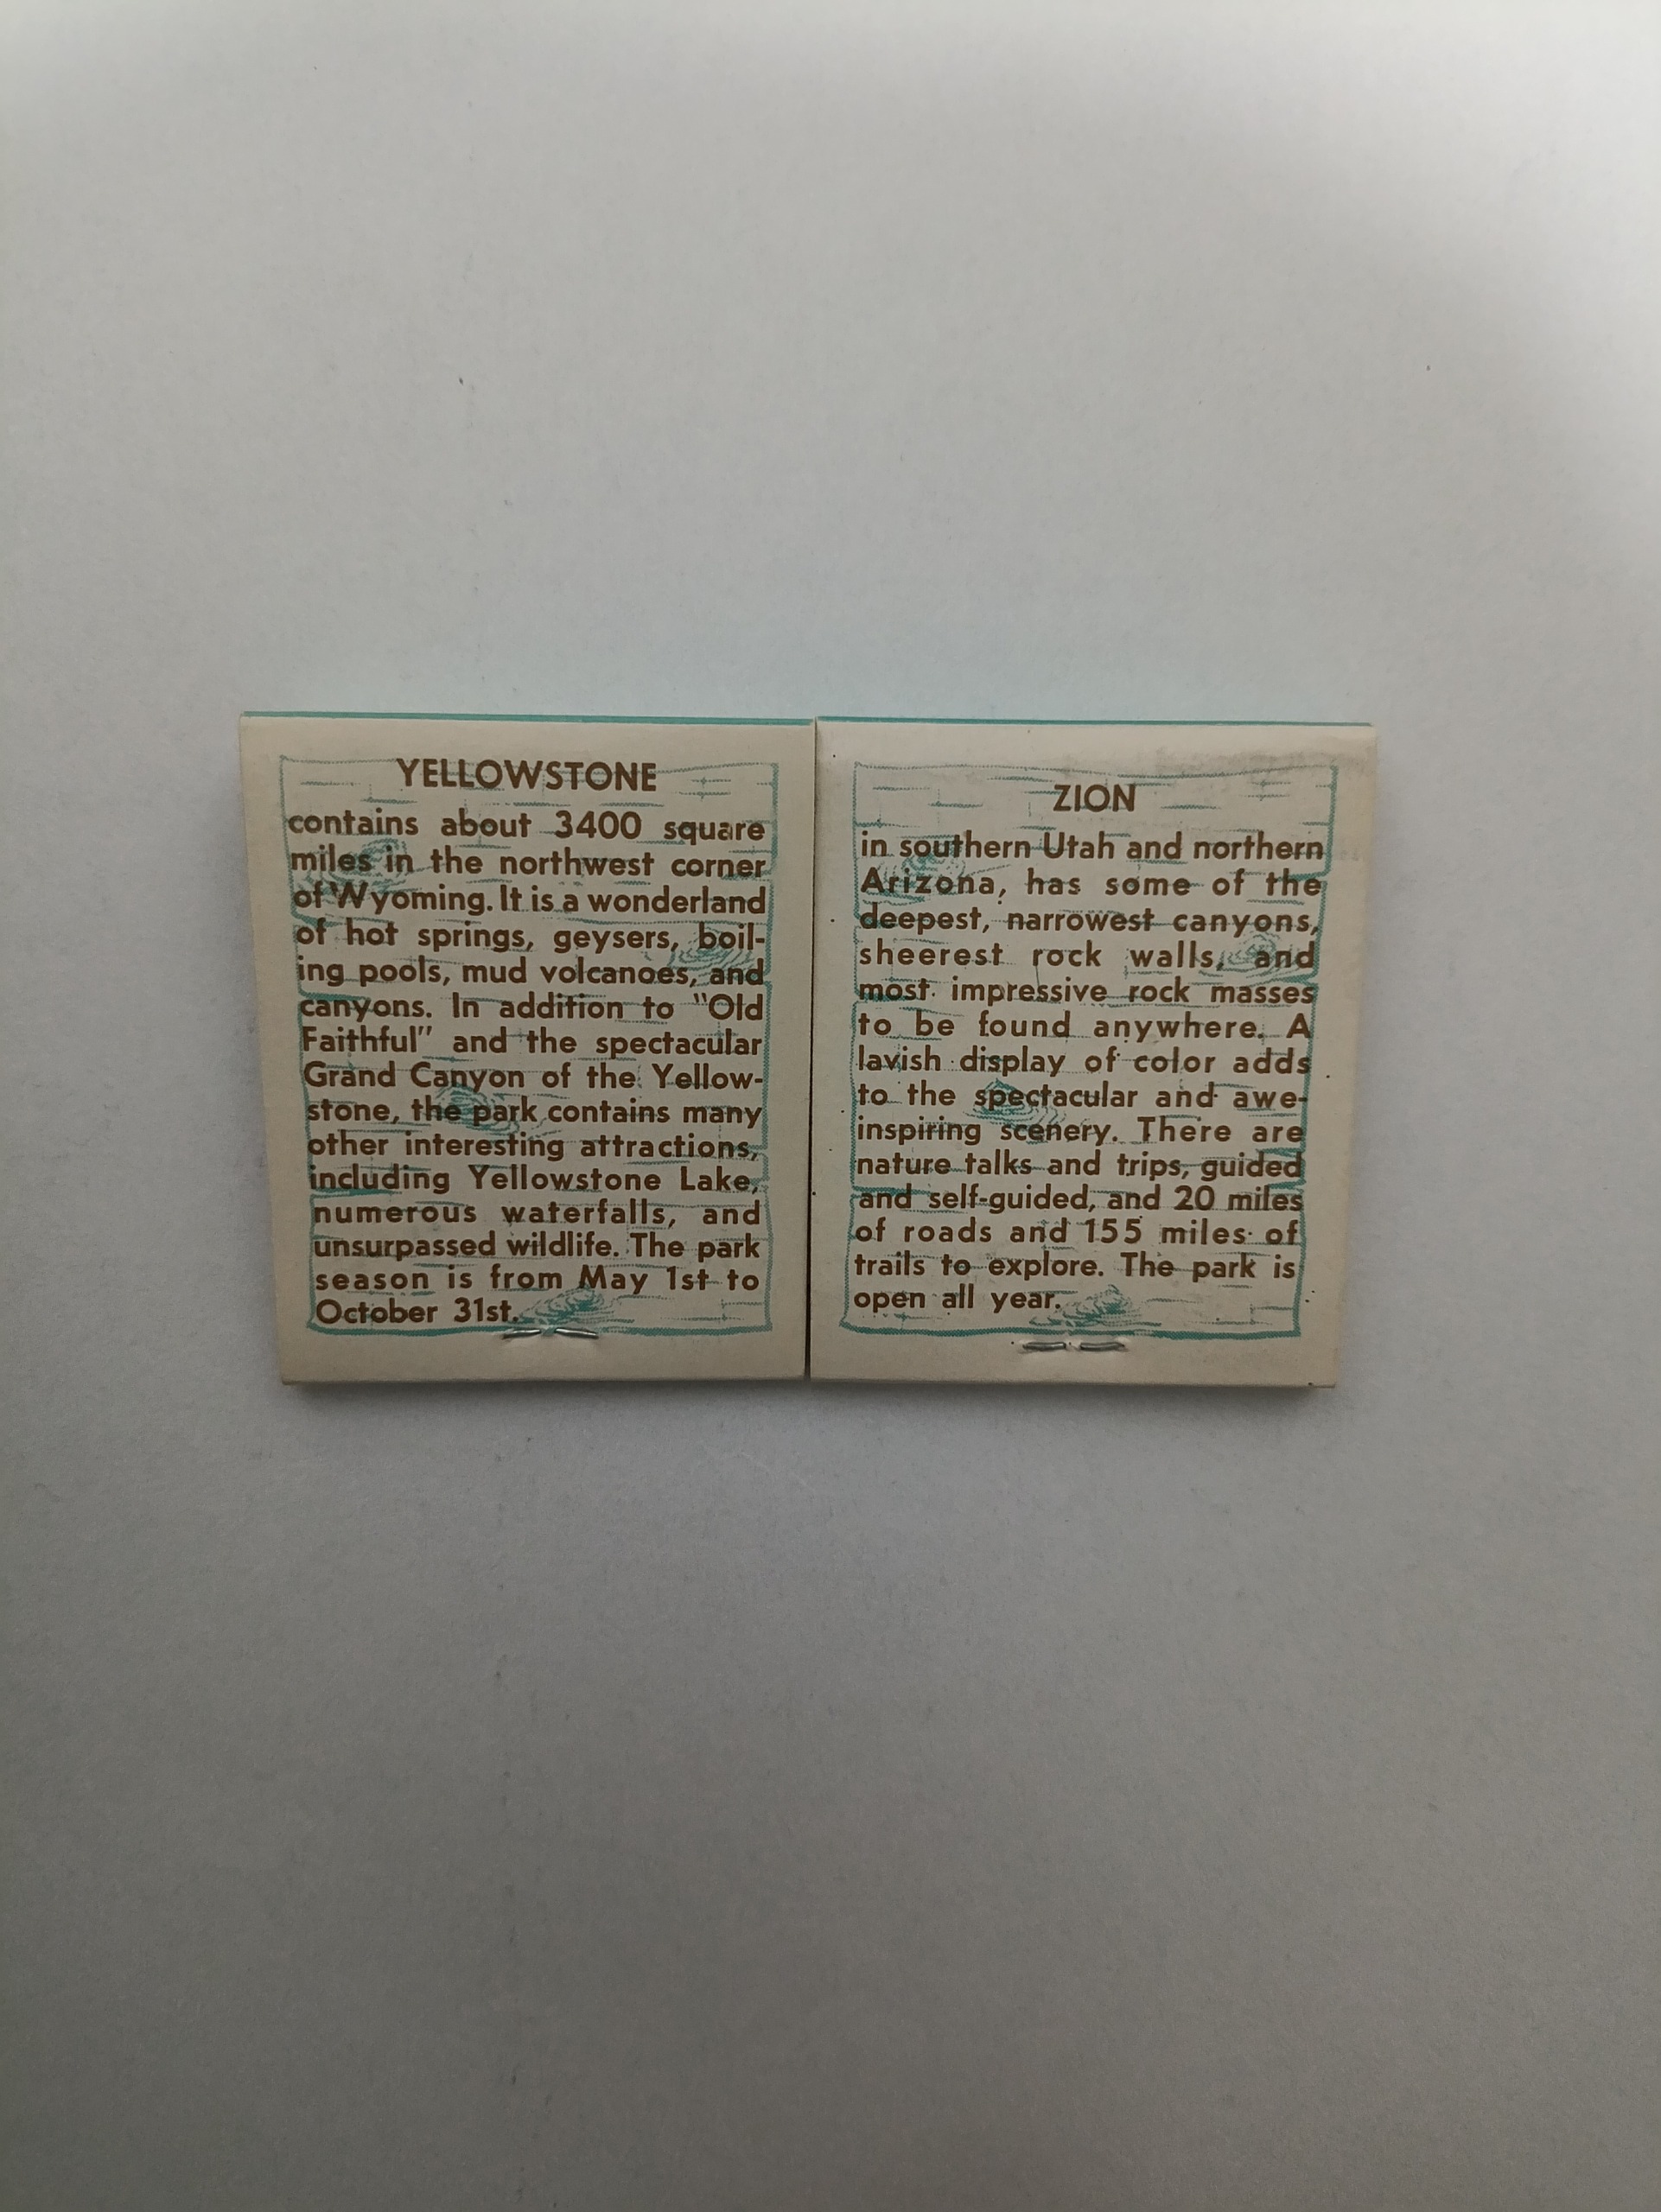 YELLOWSTONE
contains about 3400 square
miles in the northwest corner
of Wyoming. It is a wonderland
of hot springs, geysers, boil-
ing pools, mud volcanoes, and
canyons. In addition to "Old
Faithful" and the spectacular
Grand Canyon of the Yellow-
stone, the park contains many
other interesting attractions,
including Yellowstone Lake,
numerous waterfalls, and
unsurpassed wildlife. The park
season is from May 1st to
October 31st.
ZION
in southern Utah and northern
Arizona, has some of the
deepest, narrowest canyons,
sheerest rock walls, and
most impressive rock masses
to be found anywhere. A
lavish display of color adds
to the spectacular and awe-
inspiring scenery. There are
nature talks and trips, guided
and self-guided, and 20 miles
of roads and 155 miles of
trails to explore. The park is
open all year.